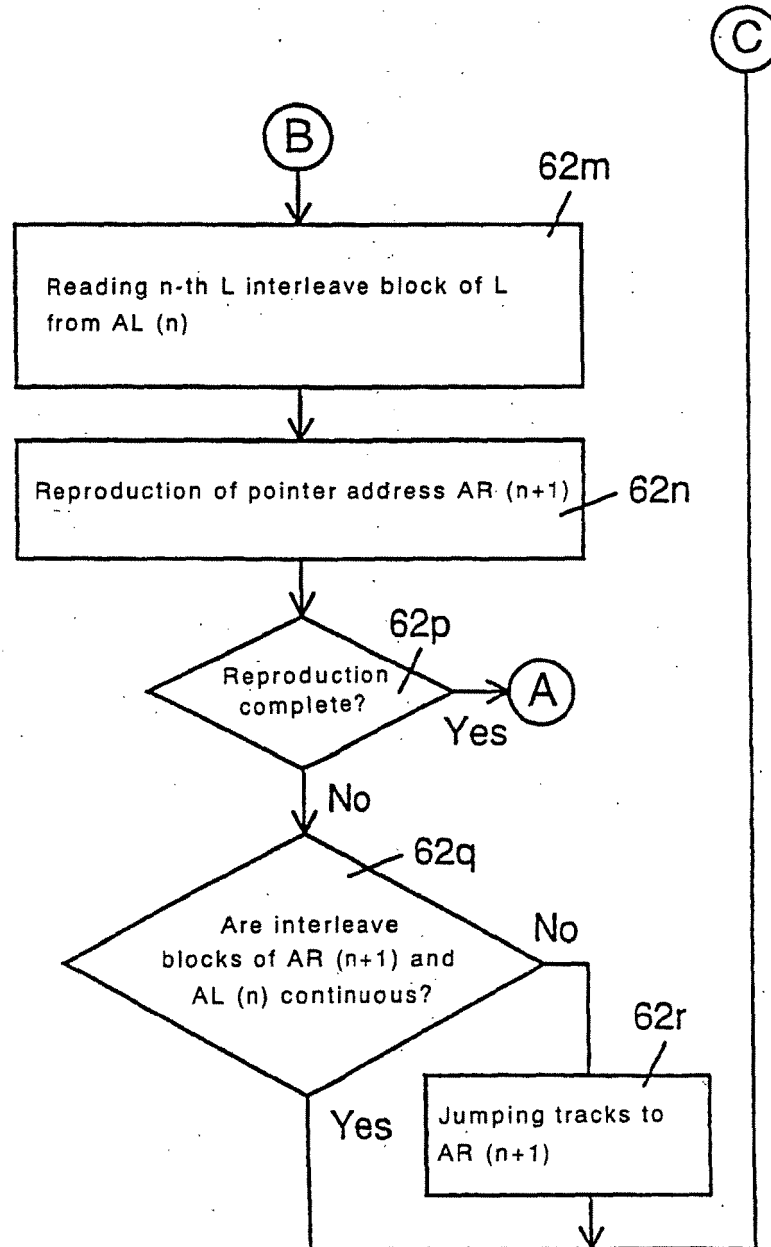 C
B
62m
Reading n-th L interleave block of L
from AL (n)
Reproduction of pointer address AR (n+1)
62n
62p
Reproduction
complete?
A
Yes
No
62q
Are interleave
blocks of AR (n+1) and
AL (n) continuous?
No
62r
Yes
Jumping tracks to
AR (n+1)